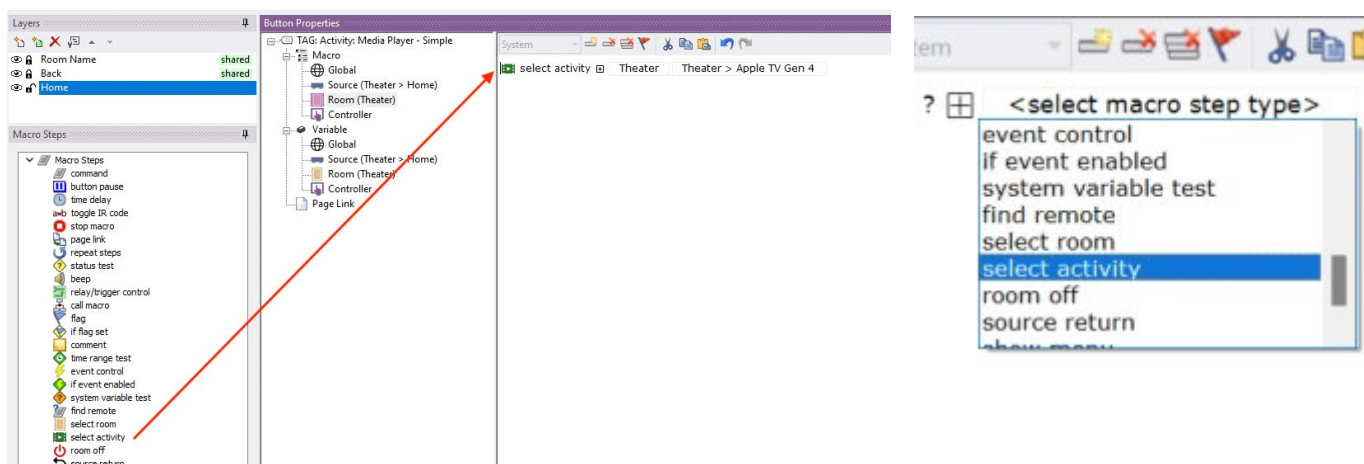 Layers
Room Name shared
Back shared
Home
Macro Steps
Macro Steps
command
button pause
time delay
a=b toggle IR code
stop macro
page link
repeat steps
status test
beep
relay/trigger control
call macro
flag
if flag set
comment
time range test
event control
if event enabled
system variable test
find remote
select room
select activity
room off
source return
Button Properties
TAG: Activity: Media Player - Simple
Macro
Global
Source (Theater > Home)
Room (Theater)
Controller
Variable
Global
Source (Theater > Home)
Room (Theater)
Controller
Page Link
System
select activity Theater Theater > Apple TV Gen 4
tem
? <select macro step type>
event control
if event enabled
system variable test
find remote
select room
select activity
room off
source return
show menu